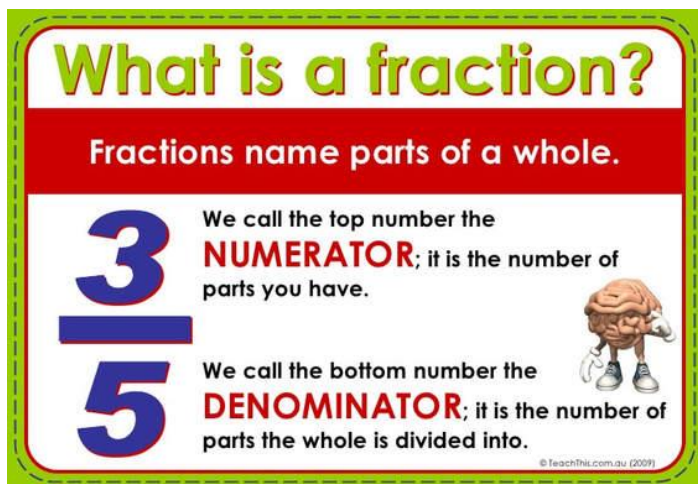 What is a fraction?
Fractions name parts of a whole.
3
We call the top number the
NUMERATOR; it is the number of
parts you have.
5
We call the bottom number the
DENOMINATOR; it is the number of
parts the whole is divided into.
© TeachThis.com.au (2009)